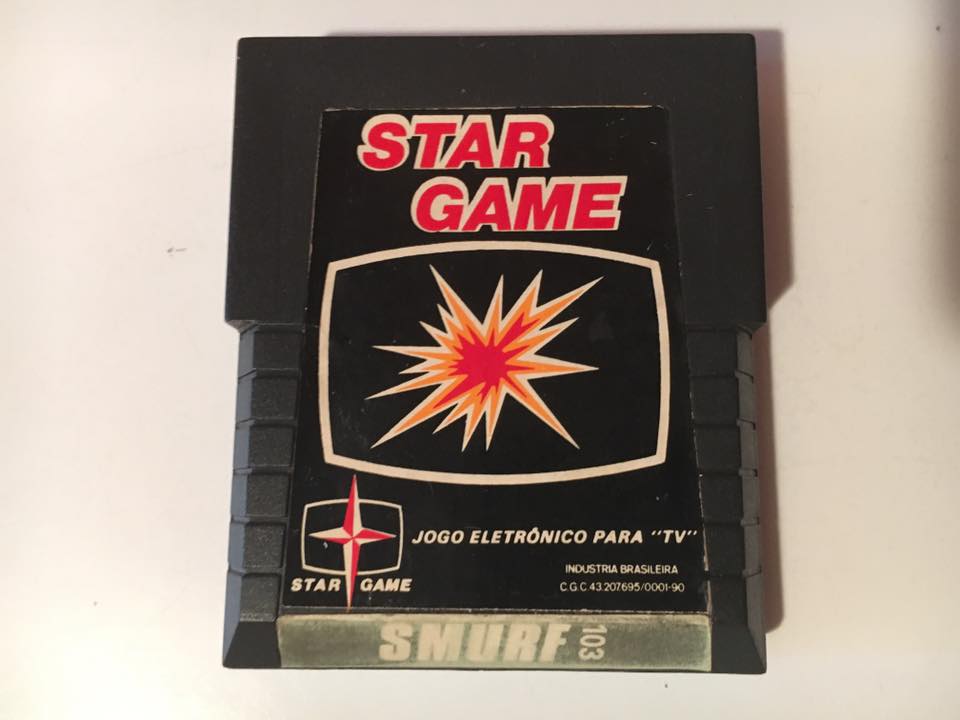 STAR
GAME
JOGO ELETRÔNICO PARA "TV"
STAR GAME
INDUSTRIA BRASILEIRA
C.G.C. 43.207.695/0001-90
SMURF 103